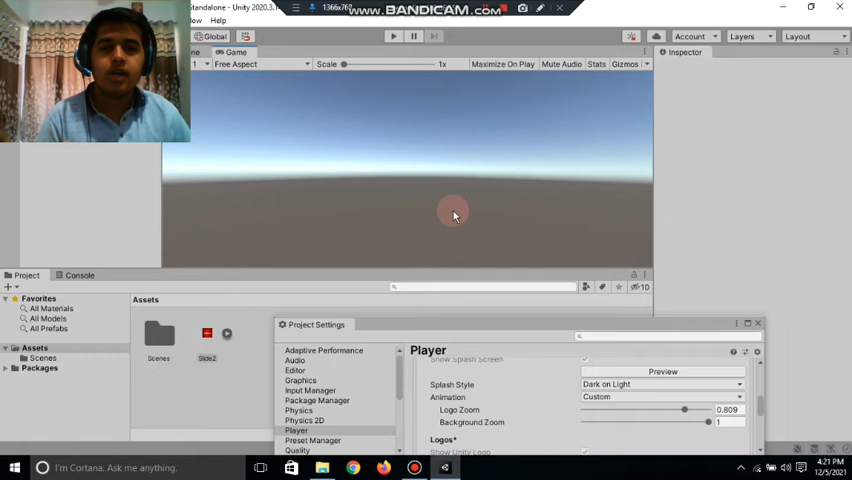 Standalone - Unity 2020.3.1
1366x768
WWW.BANDICAM.COM
Help
Global
Account
Layers
Layout
Game
Inspector
1
Free Aspect
Scale
1x
Maximize On Play
Mute Audio
Stats
Gizmos
Project
Console
10
Favorites
All Materials
All Models
All Prefabs
Assets
Scenes
Packages
Assets
Scenes
Slide2
Project Settings
Adaptive Performance
Audio
Editor
Graphics
Input Manager
Package Manager
Physics
Physics 2D
Player
Preset Manager
Quality
Player
Show Splash Screen
Preview
Splash Style
Dark on Light
Animation
Custom
Logo Zoom
0.809
Background Zoom
1
Logos*
Show Unity Logo
I'm Cortana. Ask me anything.
4:21 PM
12/5/2021